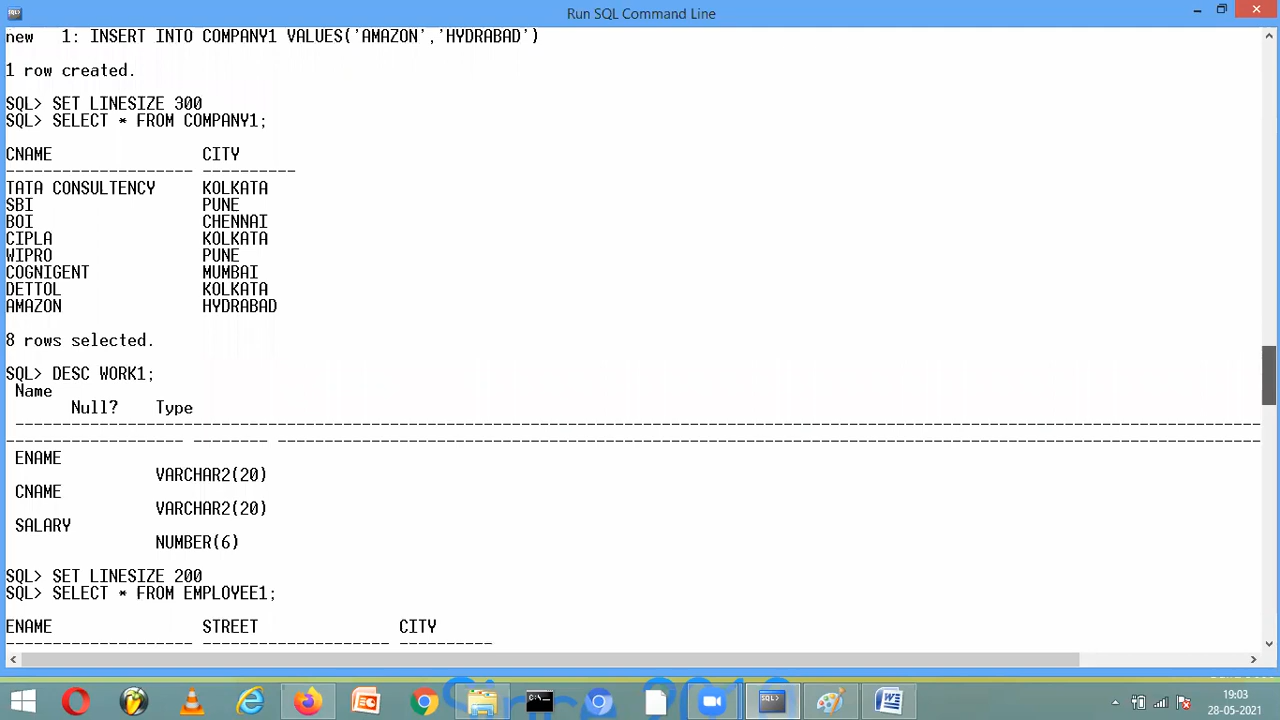 Run SQL Command Line
new   1: INSERT INTO COMPANY1 VALUES('AMAZON','HYDRABAD')
1 row created.
SQL> SET LINESIZE 300
SQL> SELECT * FROM COMPANY1;
CNAME                CITY
-------------------- ----------
TATA CONSULTENCY     KOLKATA
SBI                  PUNE
BOI                  CHENNAI
CIPLA                KOLKATA
WIPRO                PUNE
COGNIGENT            MUMBAI
DETTOL               KOLKATA
AMAZON               HYDRABAD
8 rows selected.
SQL> DESC WORK1;
Name
Null?    Type
ENAME
VARCHAR2(20)
CNAME
VARCHAR2(20)
SALARY
NUMBER(6)
SQL> SET LINESIZE 200
SQL> SELECT * FROM EMPLOYEE1;
ENAME                STREET               CITY
-------------------- -------------------- ----------
19:03
28-05-2021